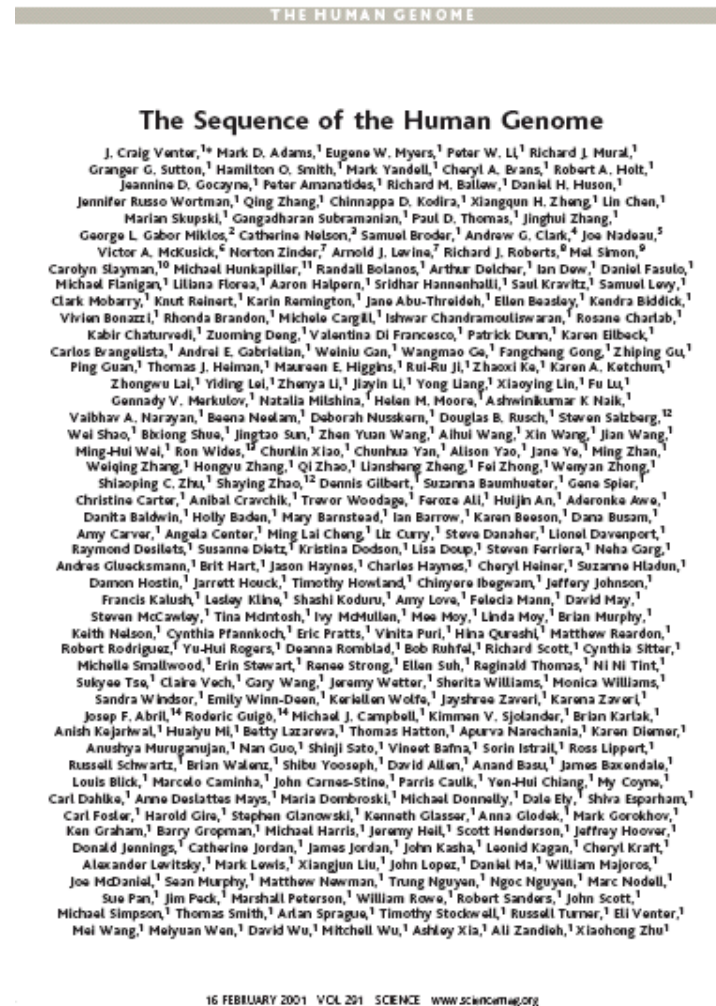 THE HUMAN GENOME
The Sequence of the Human Genome
J. Craig Venter,1* Mark D. Adams,1 Eugene W. Myers,1 Peter W. Li,1 Richard J. Mural,1
Granger G. Sutton,1 Hamilton O. Smith,1 Mark Yandell,1 Cheryl A. Evans,1 Robert A. Holt,1
Jeannine D. Gocayne,1 Peter Amanatides,1 Richard M. Ballew,1 Daniel H. Huson,1
Jennifer Russo Wortman,1 Qing Zhang,1 Chinnappa D. Kodira,1 Xiangqun H. Zheng,1 Lin Chen,1
Marian Skupski,1 Gangadharan Subramanian,1 Paul D. Thomas,1 Jinghui Zhang,1
George L. Gabor Miklos,2 Catherine Nelson,3 Samuel Broder,1 Andrew G. Clark,4 Joe Nadeau,5
Victor A. McKusick,6 Norton Zinder,7 Arnold J. Levine,7 Richard J. Roberts,8 Mel Simon,9
Carolyn Slayman,10 Michael Hunkapiller,11 Randall Bolanos,1 Arthur Delcher,1 Ian Dew,1 Daniel Fasulo,1
Michael Flanigan,1 Liliana Florea,1 Aaron Halpern,1 Sridhar Hannenhalli,1 Saul Kravitz,1 Samuel Levy,1
Clark Mobarry,1 Knut Reinert,1 Karin Remington,1 Jane Abu-Threideh,1 Ellen Beasley,1 Kendra Biddick,1
Vivien Bonazzi,1 Rhonda Brandon,1 Michele Cargill,1 Ishwar Chandramouliswaran,1 Rosane Charlab,1
Kabir Chaturvedi,1 Zuoming Deng,1 Valentina Di Francesco,1 Patrick Dunn,1 Karen Eilbeck,1
Carlos Evangelista,1 Andrei E. Gabrielian,1 Weiniu Gan,1 Wangmao Ge,1 Fangcheng Gong,1 Zhiping Gu,1
Ping Guan,1 Thomas J. Heiman,1 Maureen E. Higgins,1 Rui-Ru Ji,1 Zhaoxi Ke,1 Karen A. Ketchum,1
Zhongwu Lai,1 Yiding Lei,1 Zhenya Li,1 Jiayin Li,1 Yong Liang,1 Xiaoying Lin,1 Fu Lu,1
Gennady V. Merkulov,1 Natalia Milshina,1 Helen M. Moore,1 Ashwinikumar K Naik,1
Vaibhav A. Narayan,1 Beena Neelam,1 Deborah Nusskern,1 Douglas B. Rusch,1 Steven Salzberg,12
Wei Shao,1 Bixiong Shue,1 Jingtao Sun,1 Zhen Yuan Wang,1 Aihui Wang,1 Xin Wang,1 Jian Wang,1
Ming-Hui Wei,1 Ron Wides,13 Chunlin Xiao,1 Chunhua Yan,1 Alison Yao,1 Jane Ye,1 Ming Zhan,1
Weiqing Zhang,1 Hongyu Zhang,1 Qi Zhao,1 Liansheng Zheng,1 Fei Zhong,1 Wenyan Zhong,1
Shiaoping C. Zhu,1 Shaying Zhao,12 Dennis Gilbert,1 Suzanna Baumhueter,1 Gene Spier,1
Christine Carter,1 Anibal Cravchik,1 Trevor Woodage,1 Feroze Ali,1 Huijin An,1 Aderonke Awe,1
Danita Baldwin,1 Holly Baden,1 Mary Barnstead,1 Ian Barrow,1 Karen Beeson,1 Dana Busam,1
Amy Carver,1 Angela Center,1 Ming Lai Cheng,1 Liz Curry,1 Steve Danaher,1 Lionel Davenport,1
Raymond Desilets,1 Susanne Dietz,1 Kristina Dodson,1 Lisa Doup,1 Steven Ferriera,1 Neha Garg,1
Andres Gluecksmann,1 Brit Hart,1 Jason Haynes,1 Charles Haynes,1 Cheryl Heiner,1 Suzanne Hladun,1
Damon Hostin,1 Jarrett Houck,1 Timothy Howland,1 Chinyere Ibegwam,1 Jeffery Johnson,1
Francis Kalush,1 Lesley Kline,1 Shashi Koduru,1 Amy Love,1 Felecia Mann,1 David May,1
Steven McCawley,1 Tina McIntosh,1 Ivy McMullen,1 Mee Moy,1 Linda Moy,1 Brian Murphy,1
Keith Nelson,1 Cynthia Pfannkoch,1 Eric Pratts,1 Vinita Puri,1 Hina Qureshi,1 Matthew Reardon,1
Robert Rodriguez,1 Yu-Hui Rogers,1 Deanna Romblad,1 Bob Ruhfel,1 Richard Scott,1 Cynthia Sitter,1
Michelle Smallwood,1 Erin Stewart,1 Renee Strong,1 Ellen Suh,1 Reginald Thomas,1 Ni Ni Tint,1
Sukyee Tse,1 Claire Vech,1 Gary Wang,1 Jeremy Wetter,1 Sherita Williams,1 Monica Williams,1
Sandra Windsor,1 Emily Winn-Deen,1 Keriellen Wolfe,1 Jayshree Zaveri,1 Karena Zaveri,1
Josep F. Abril,14 Roderic Guigó,14 Michael J. Campbell,1 Kimmen V. Sjolander,1 Brian Karlak,1
Anish Kejariwal,1 Huaiyu Mi,1 Betty Lazareva,1 Thomas Hatton,1 Apurva Narechania,1 Karen Diemer,1
Anushya Muruganujan,1 Nan Guo,1 Shinji Sato,1 Vineet Bafna,1 Sorin Istrail,1 Ross Lippert,1
Russell Schwartz,1 Brian Walenz,1 Shibu Yooseph,1 David Allen,1 Anand Basu,1 James Baxendale,1
Louis Blick,1 Marcelo Caminha,1 John Carnes-Stine,1 Parris Caulk,1 Yen-Hui Chiang,1 My Coyne,1
Carl Dahlke,1 Anne Deslattes Mays,1 Maria Dombroski,1 Michael Donnelly,1 Dale Ely,1 Shiva Esparham,1
Carl Fosler,1 Harold Gire,1 Stephen Glanowski,1 Kenneth Glasser,1 Anna Glodek,1 Mark Gorokhov,1
Ken Graham,1 Barry Gropman,1 Michael Harris,1 Jeremy Heil,1 Scott Henderson,1 Jeffrey Hoover,1
Donald Jennings,1 Catherine Jordan,1 James Jordan,1 John Kasha,1 Leonid Kagan,1 Cheryl Kraft,1
Alexander Levitsky,1 Mark Lewis,1 Xiangjun Liu,1 John Lopez,1 Daniel Ma,1 William Majoros,1
Joe McDaniel,1 Sean Murphy,1 Matthew Newman,1 Trung Nguyen,1 Ngoc Nguyen,1 Marc Nodell,1
Sue Pan,1 Jim Peck,1 Marshall Peterson,1 William Rowe,1 Robert Sanders,1 John Scott,1
Michael Simpson,1 Thomas Smith,1 Arlan Sprague,1 Timothy Stockwell,1 Russell Turner,1 Eli Venter,1
Mei Wang,1 Meiyuan Wen,1 David Wu,1 Mitchell Wu,1 Ashley Xia,1 Ali Zandieh,1 Xiaohong Zhu1
16 FEBRUARY 2001 VOL 291 SCIENCE www.sciencemag.org